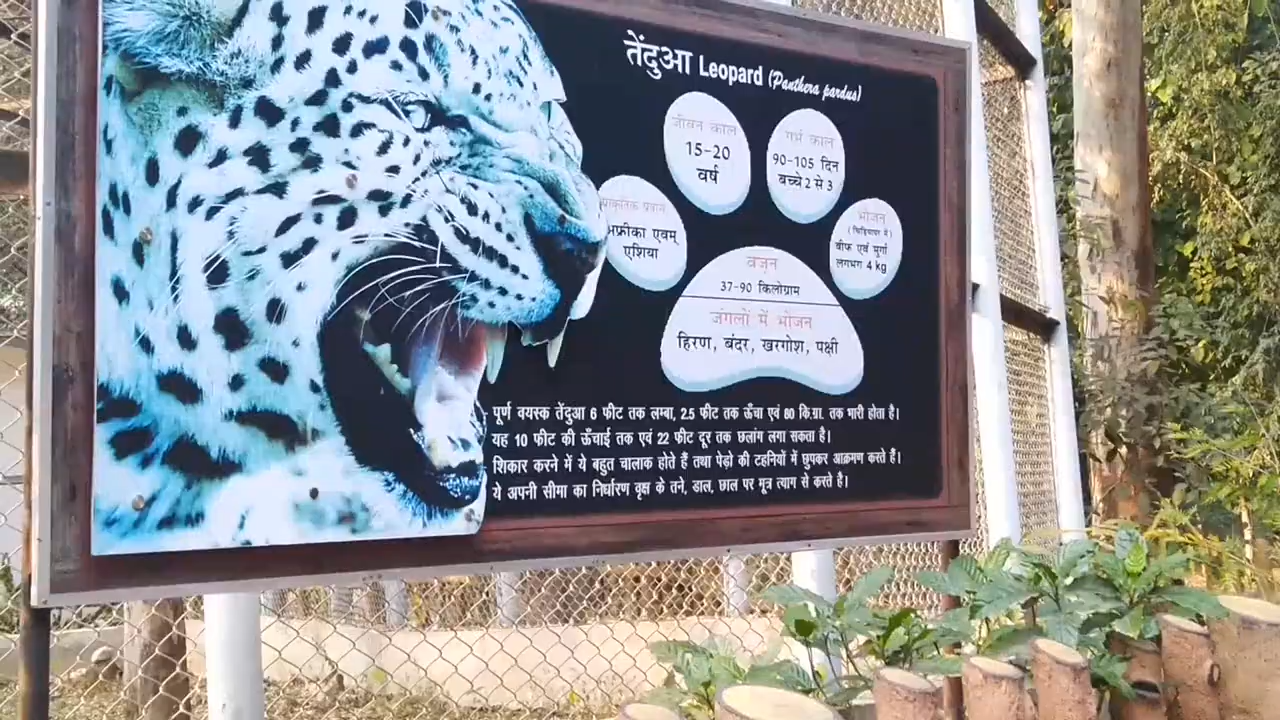 तेंदुआ Leopard (Panthera pardus)
जीवन काल
15-20
वर्ष
गर्भ काल
90-105 दिन
बच्चे 2 से 3
प्राकृतिक प्रवास
अफ्रीका एवम्
एशिया
भोजन
(चिड़ियाघर में)
बीफ एवं मुर्गा
लगभग 4 kg
वज़न
37-90 किलोग्राम
जंगलों में भोजन
हिरण, बंदर, खरगोश, पक्षी
पूर्ण वयस्क तेंदुआ 6 फीट तक लम्बा, 2.5 फीट तक ऊँचा एवं 80 कि.ग्रा. तक भारी होता है।
यह 10 फीट की ऊँचाई तक एवं 22 फीट दूर तक छलांग लगा सकता है।
शिकार करने में ये बहुत चालाक होते हैं तथा पेड़ो की टहनियों में छुपकर आक्रमण करते हैं।
ये अपनी सीमा का निर्धारण वृक्ष के तने, डाल, छाल पर मूत्र त्याग से करते है।